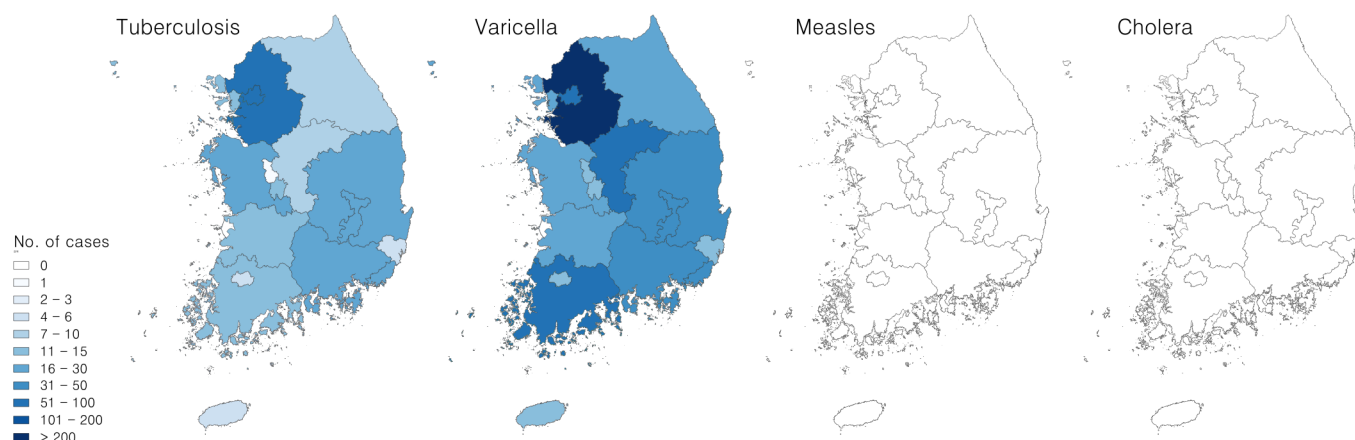 Tuberculosis
Varicella
Measles
Cholera
No. of cases
0
1
2 – 3
4 – 6
7 – 10
11 – 15
16 – 30
31 – 50
51 – 100
101 – 200
> 200